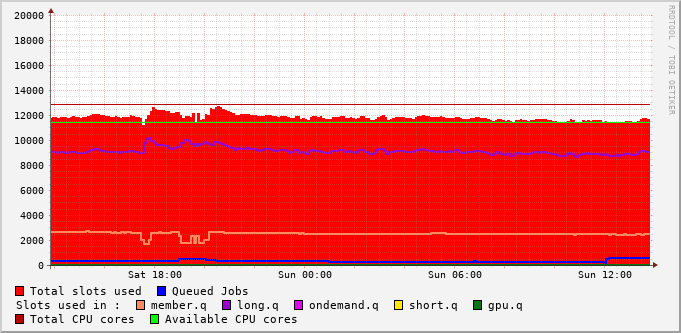 20000
18000
16000
14000
12000
10000
8000
6000
4000
2000
0
Sat 18:00 Sun 00:00 Sun 06:00 Sun 12:00
RRDTOOL / TOBI OETIKER
Total slots used Queued Jobs
Slots used in : member.q long.q ondemand.q short.q gpu.q
Total CPU cores Available CPU cores